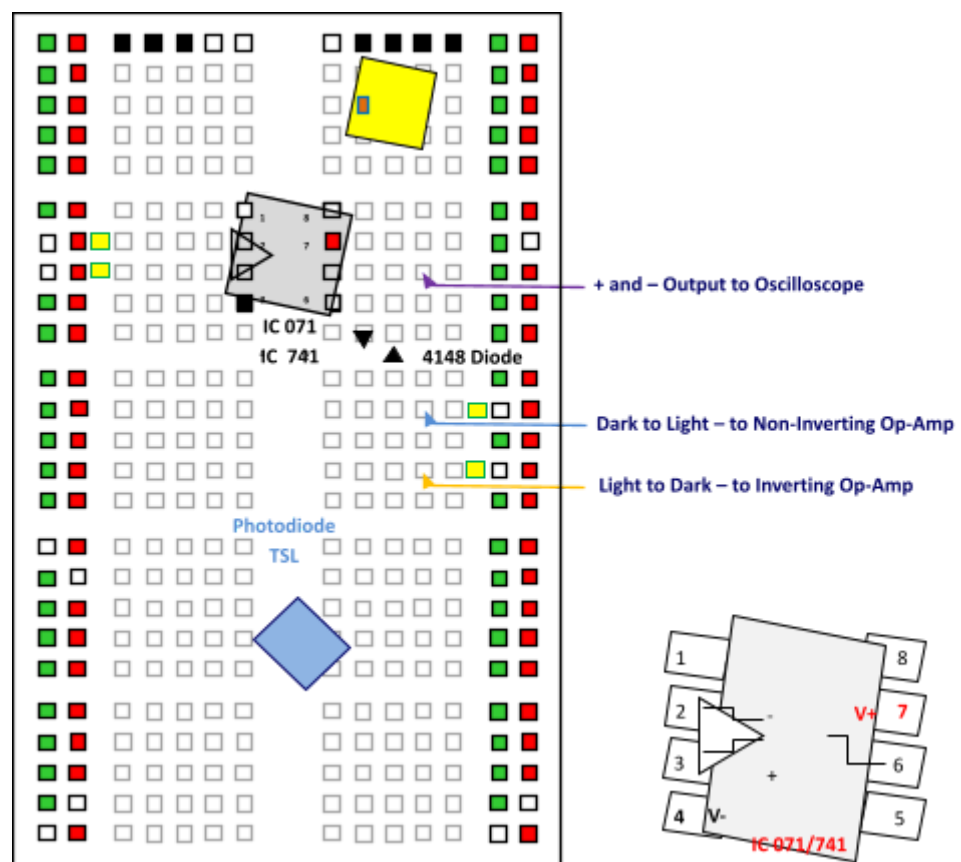 1 8
7
6
IC 071
IC 741
4148 Diode
+ and – Output to Oscilloscope
Dark to Light – to Non-Inverting Op-Amp
Light to Dark – to Inverting Op-Amp
Photodiode
TSL
1 8
2 - V+ 7
3 + 6
4 V- 5
IC 071/741